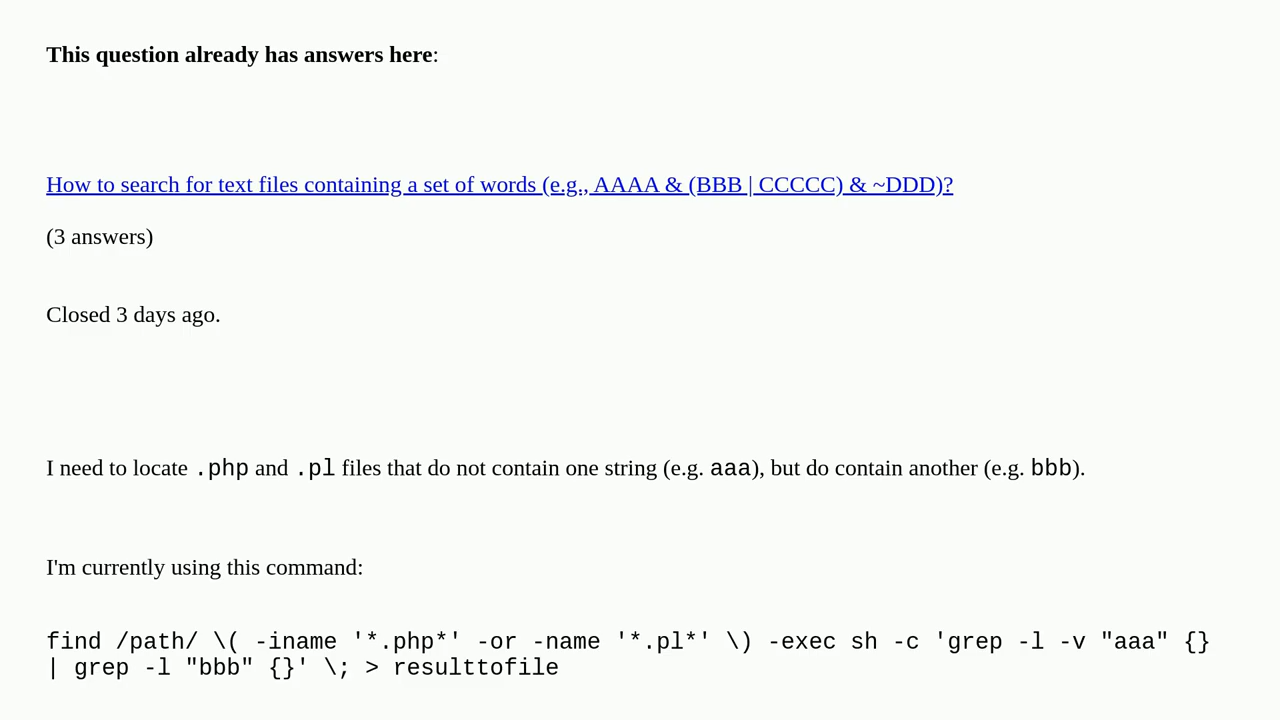 This question already has answers here:
How to search for text files containing a set of words (e.g., AAAA & (BBB | CCCCC) & ~DDD)?
(3 answers)
Closed 3 days ago.
I need to locate .php and .pl files that do not contain one string (e.g. aaa), but do contain another (e.g. bbb).
I'm currently using this command:
find /path/ \( -iname '*.php*' -or -name '*.pl*' \) -exec sh -c 'grep -l -v "aaa" {}
| grep -l "bbb" {}' \; > resulttofile